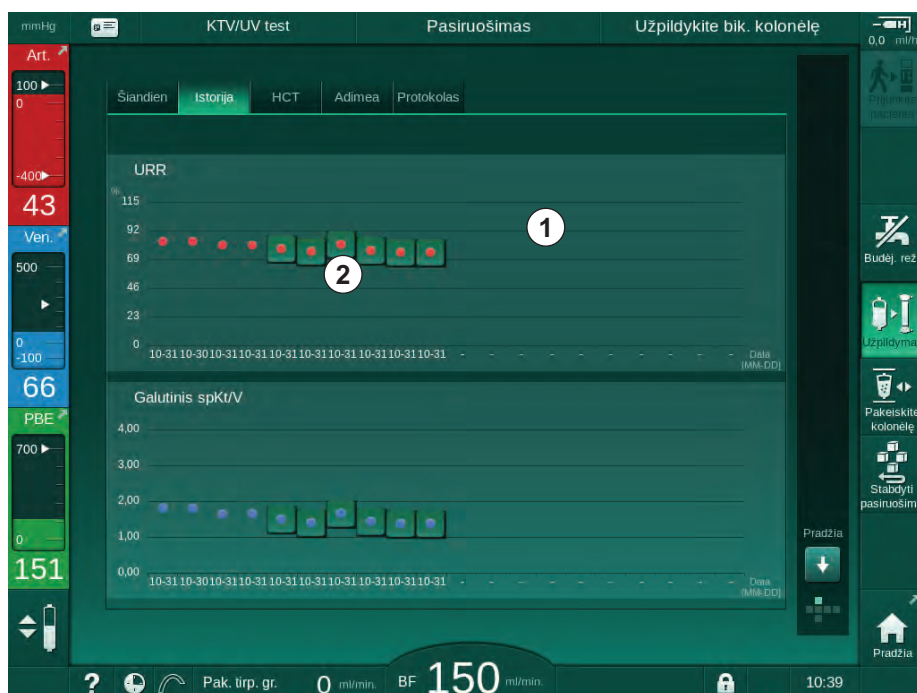 mmHg
KTV/UV test
Pasiruošimas
Užpildykite bik. kolonėlę
0,0 ml/h
Art.
100
0
-400
43
Ven.
500
0
-100
66
PBE
700
0
151
Šiandien Istorija HCT Adimea Protokolas
URR
%
115
92
69
46
23
0
10-31 10-30 10-31 10-31 10-31 10-31 10-31 10-31 10-31 10-31 - - - - - - - - - - Data
[MM-DD]
1
2
Galutinis spKt/V
4,00
3,00
2,00
1,00
0,00
10-31 10-30 10-31 10-31 10-31 10-31 10-31 10-31 10-31 10-31 - - - - - - - - - - Data
[MM-DD]
Pradžia
Budėj. rež
Užpildyma
Pakeiskite
kolonėlę
Stabdyti
pasiruošim
Pradžia
? Pak. tirp. gr. 0 ml/min. BF 150 ml/min. 10:39